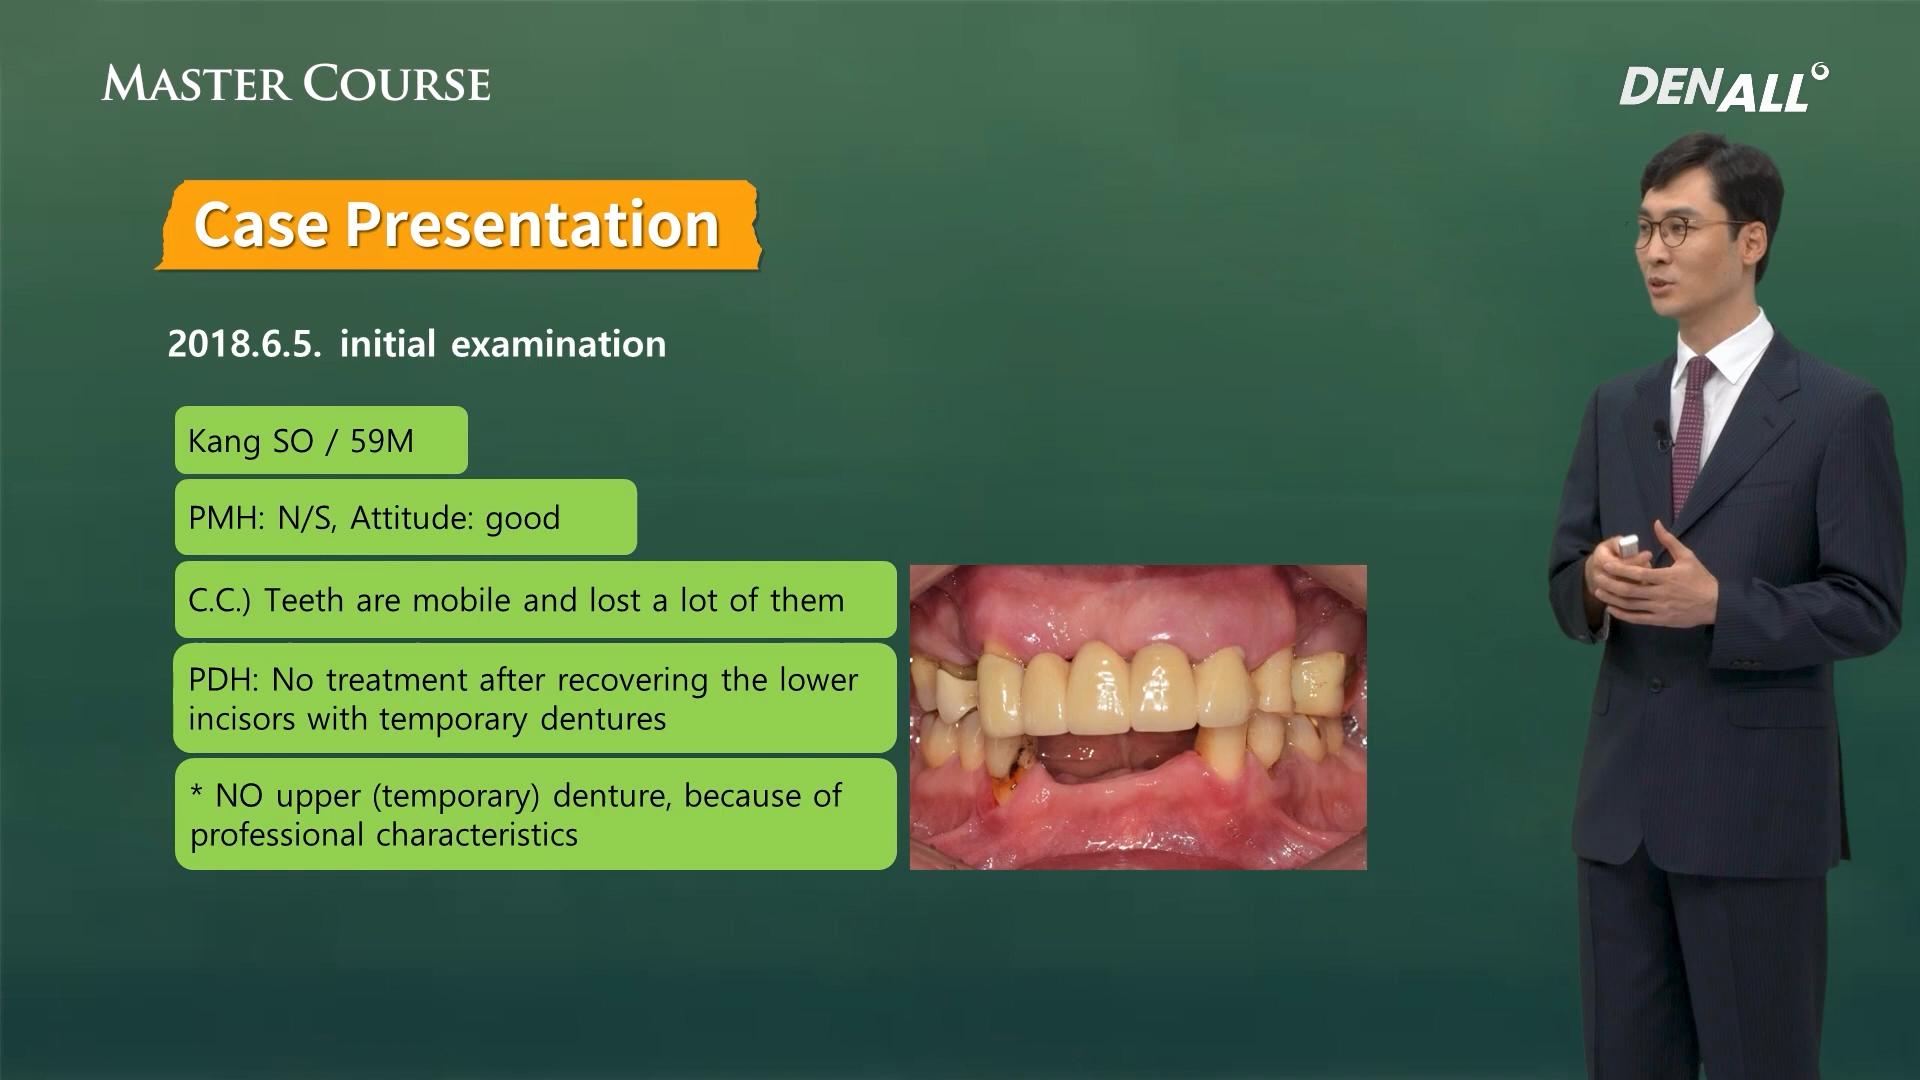 MASTER COURSE
DENALL
Case Presentation
2018.6.5. initial examination
Kang SO / 59M
PMH: N/S, Attitude: good
C.C.) Teeth are mobile and lost a lot of them
PDH: No treatment after recovering the lower
incisors with temporary dentures
* NO upper (temporary) denture, because of
professional characteristics